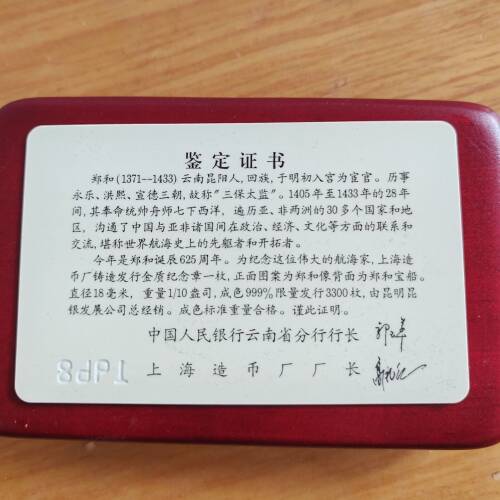 鉴定证书
郑和(1371--1433)云南昆阳人,回族,于明初入宫为宦官。历事
永乐、洪熙、宣德三朝,故称"三保太监"。1405年至1433年的28年
间,其奉命统帅舟师七下西洋,遍历亚、非两洲的30多个国家和地
区,沟通了中国与亚非诸国间在政治、经济、文化等方面的联系和
交流,堪称世界航海史上的先驱者和开拓者。
今年是郑和诞辰625周年。为纪念这位伟大的航海家,上海造
币厂铸造发行金质纪念章一枚,正面图案为郑和像背面为郑和宝船。
直径18毫米,重量1/10盎司,成色999%限量发行3300枚,由昆明昆
银发展公司总经销。成色标准重量合格。谨此证明。
中国人民银行云南省分行行长
上海造币厂厂长